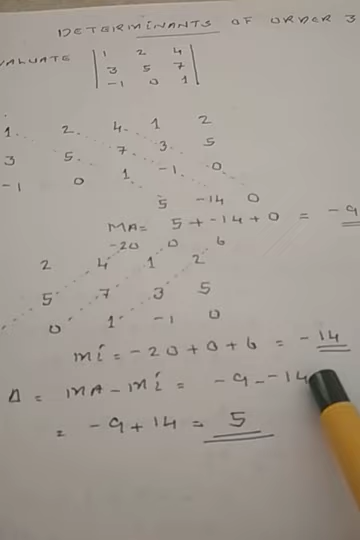 DETERMINANTS OF ORDER 3
VALUATE | 1 2 4 |
| 3 5 7 |
| -1 0 1 |
1 2 4 1 2
3 5 7 3 5
-1 0 1 -1 0
5 -14 0
MA= 5 + -14 + 0 = -9
-20 0 6
2 4 1 2
5 7 3 5
0 1 -1 0
mi = -20 + 0 + 6 = -14
Δ = MA - mi = -9 - -14
= -9 + 14 = 5